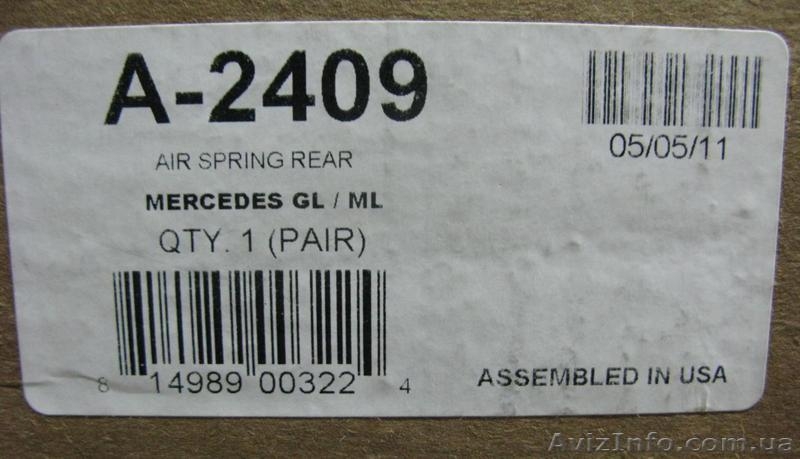 A-2409
05/05/11
AIR SPRING REAR
MERCEDES GL / ML
QTY. 1 (PAIR)
8 14989 00322 4
ASSEMBLED IN USA
AvizInfo.com.ua